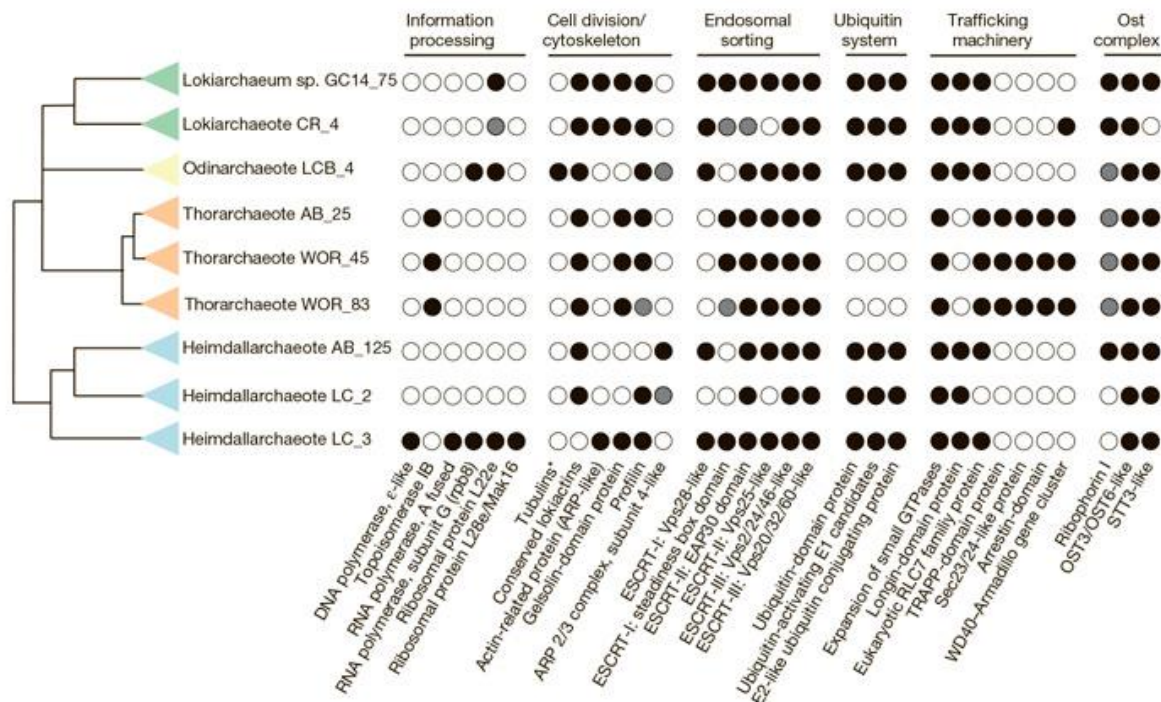 Information
processing
Cell division/
cytoskeleton
Endosomal
sorting
Ubiquitin
system
Trafficking
machinery
Ost
complex
Lokiarchaeum sp. GC14_75
Lokiarchaeote CR_4
Odinarchaeote LCB_4
Thorarchaeote AB_25
Thorarchaeote WOR_45
Thorarchaeote WOR_83
Heimdallarchaeote AB_125
Heimdallarchaeote LC_2
Heimdallarchaeote LC_3
DNA polymerase, ε-like
Topoisomerase IB
RNA polymerase, A fused
RNA polymerase, subunit G (rpb8)
Ribosomal protein L22e
Ribosomal protein L28e/Mak16
Tubulins*
Conserved lokiactins
Actin-related protein (ARP-like)
Gelsolin-domain protein
Profilin
ARP 2/3 complex, subunit 4-like
ESCRT-I: Vps28-like
ESCRT-I: steadiness box domain
ESCRT-II: EAP30 domain
ESCRT-II: Vps25-like
ESCRT-III: Vps2/24/46-like
ESCRT-III: Vps20/32/60-like
Ubiquitin-domain protein
Ubiquitin-activating E1 candidates
E2-like ubiquitin conjugating protein
Expansion of small GTPases
Longin-domain protein
Eukaryotic RLC7 family protein
TRAPP-domain protein
Sec23/24-like protein
Arrestin-domain
WD40–Armadillo gene cluster
Ribophorin I
OST3/OST6-like
STT3-like